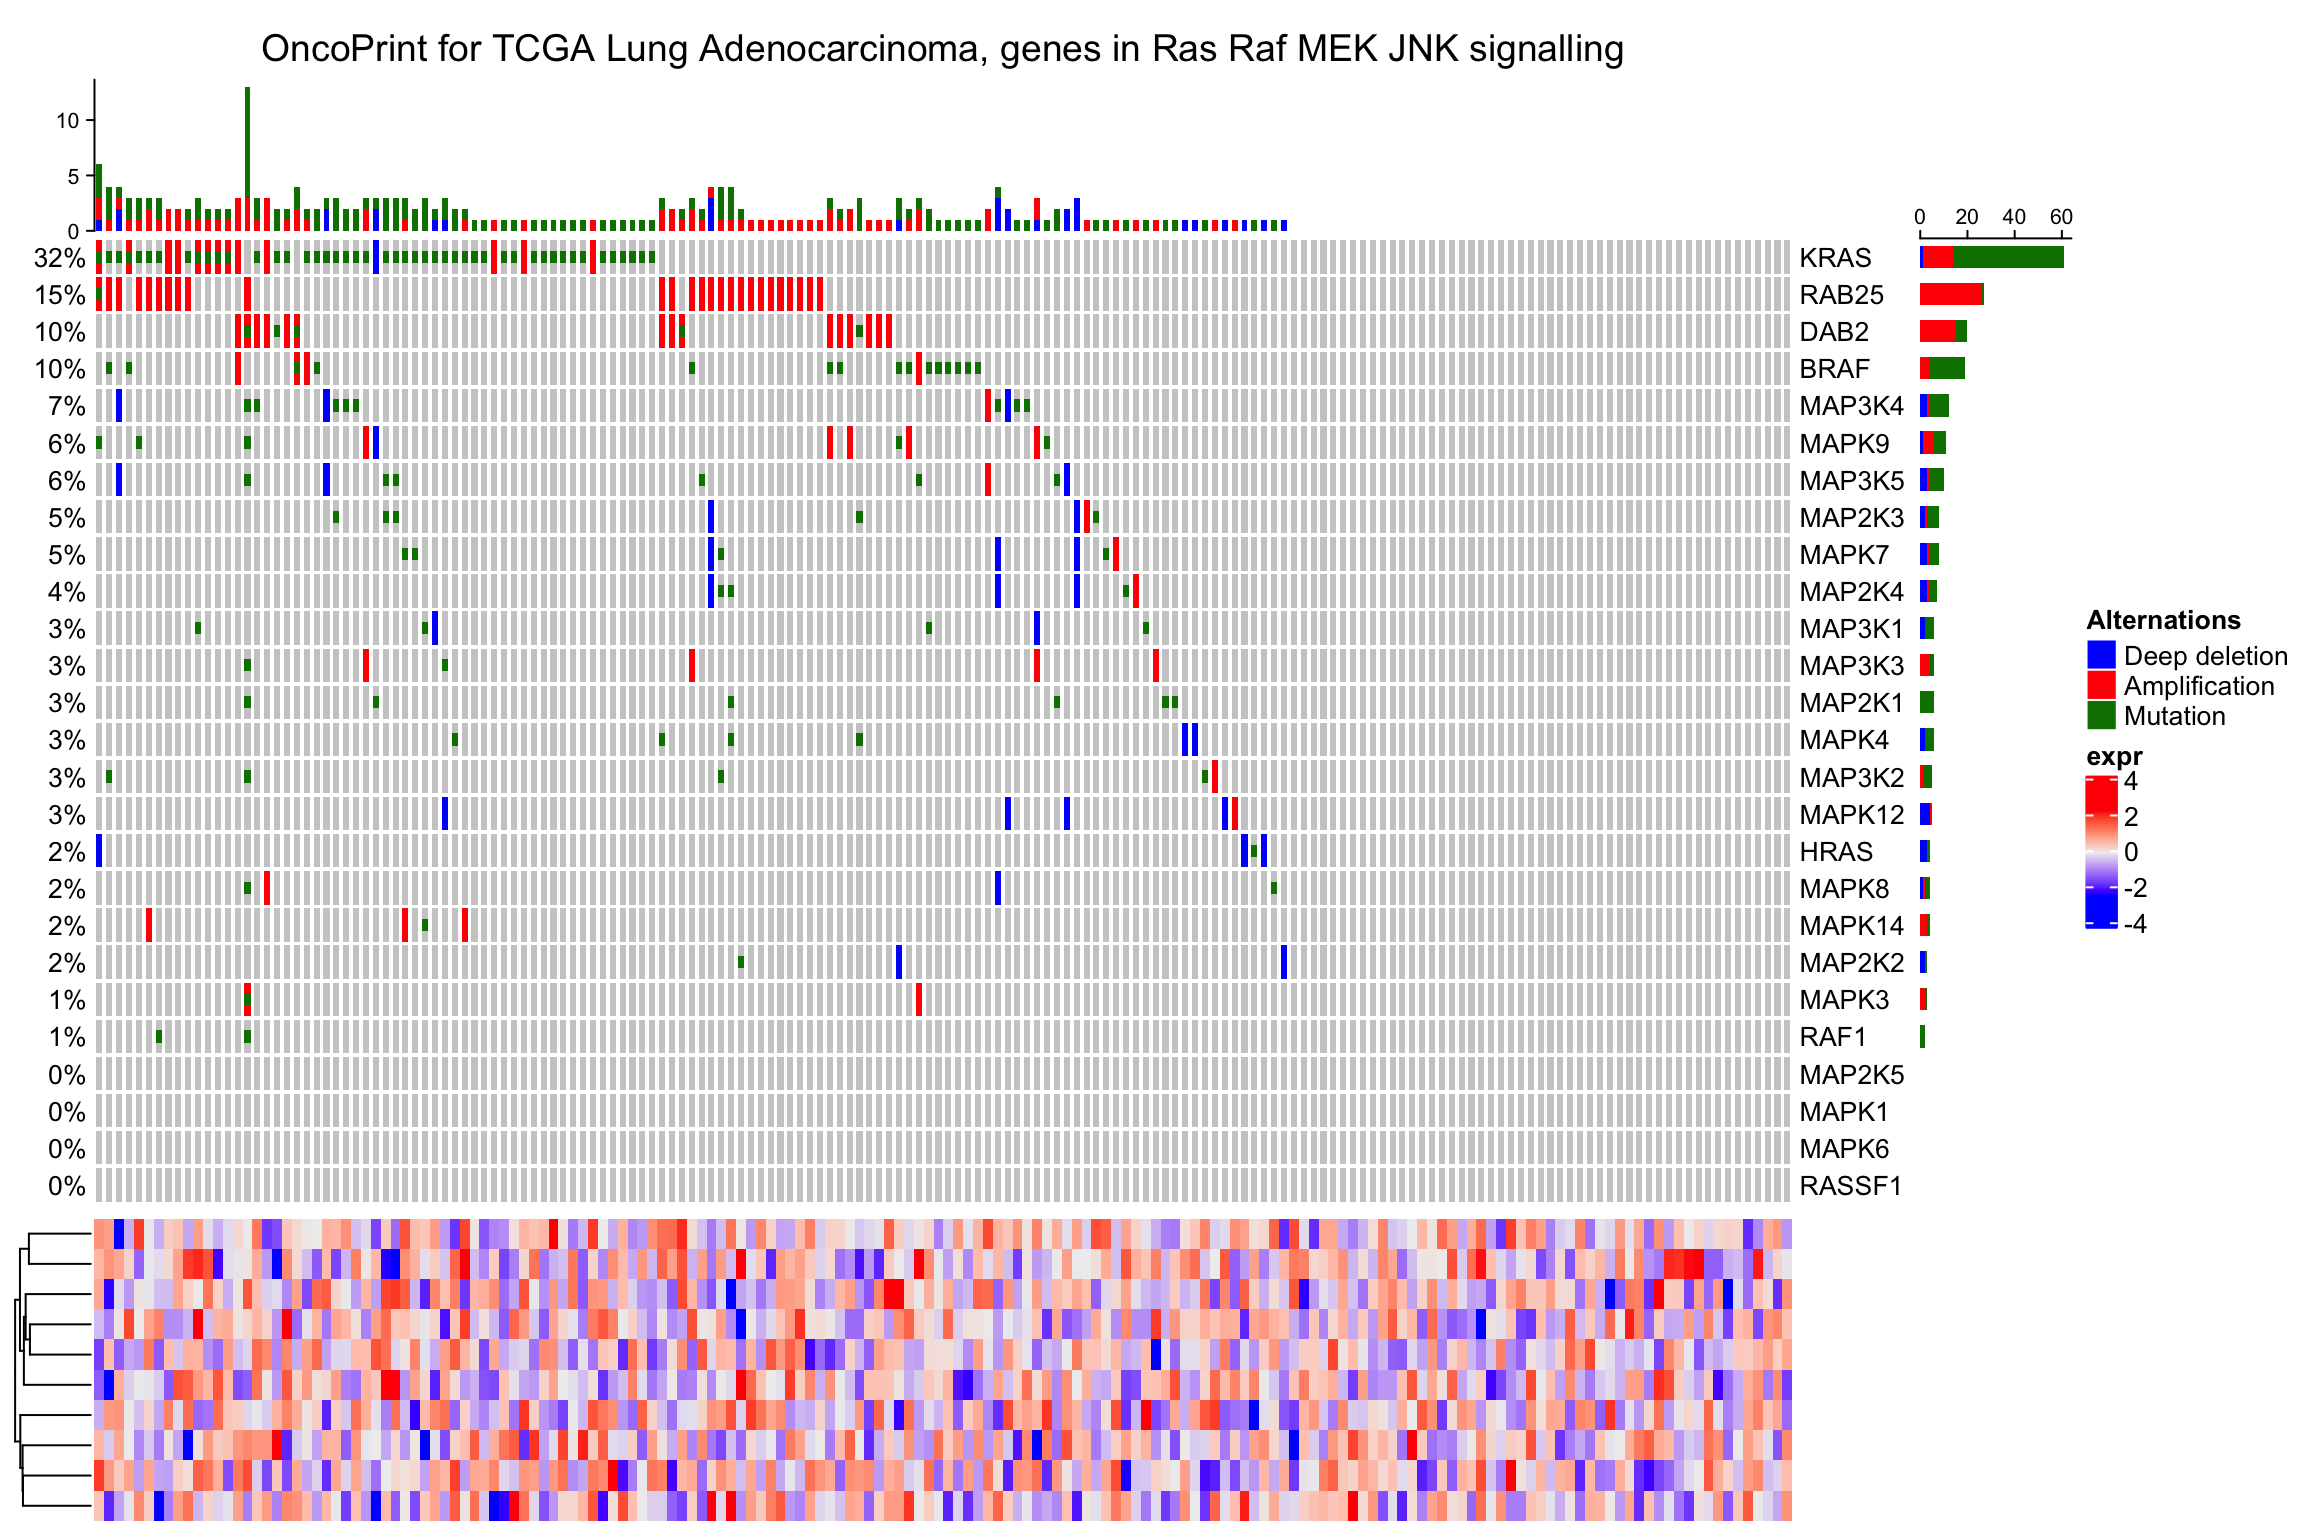 OncoPrint for TCGA Lung Adenocarcinoma, genes in Ras Raf MEK JNK signalling
10
5
0
0 20 40 60
32% KRAS
15% RAB25
10% DAB2
10% BRAF
7% MAP3K4
6% MAPK9
6% MAP3K5
5% MAP2K3
5% MAPK7
4% MAP2K4
3% MAP3K1
3% MAP3K3
3% MAP2K1
3% MAPK4
3% MAP3K2
3% MAPK12
2% HRAS
2% MAPK8
2% MAPK14
2% MAP2K2
1% MAPK3
1% RAF1
0% MAP2K5
0% MAPK1
0% MAPK6
0% RASSF1
Alternations
Deep deletion
Amplification
Mutation
expr
4
2
0
-2
-4